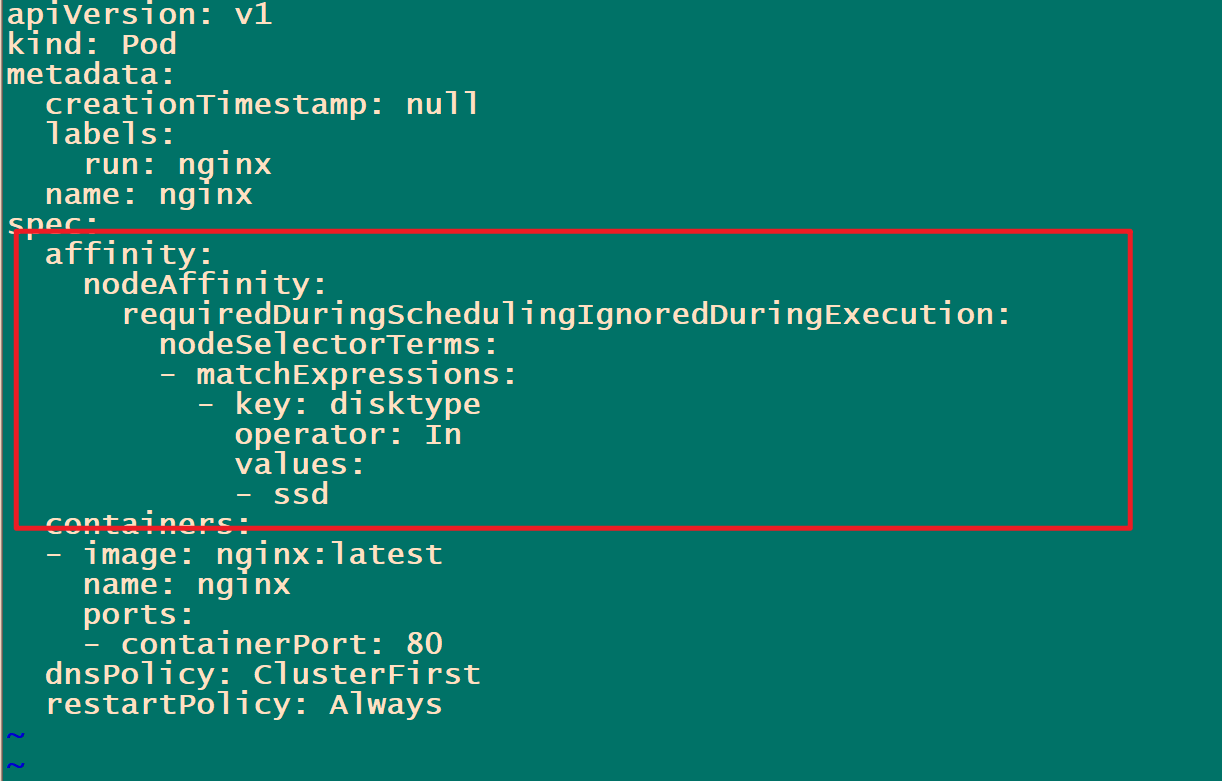 apiVersion: v1
kind: Pod
metadata:
  creationTimestamp: null
  labels:
    run: nginx
  name: nginx
spec:
  affinity:
    nodeAffinity:
      requiredDuringSchedulingIgnoredDuringExecution:
        nodeSelectorTerms:
        - matchExpressions:
          - key: disktype
            operator: In
            values:
            - ssd
  containers:
  - image: nginx:latest
    name: nginx
    ports:
    - containerPort: 80
  dnsPolicy: ClusterFirst
  restartPolicy: Always
~
~